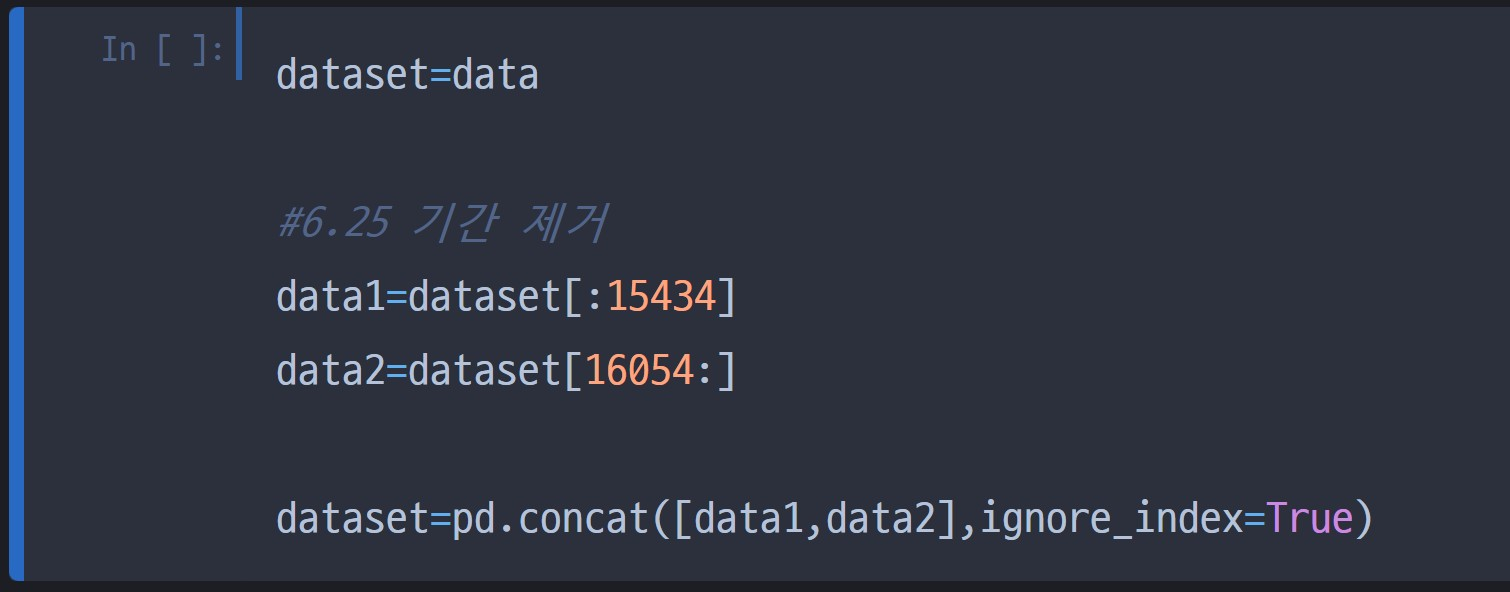 In [ ]:
dataset=data
#6.25 기간 제거
data1=dataset[:15434]
data2=dataset[16054:]
dataset=pd.concat([data1,data2],ignore_index=True)